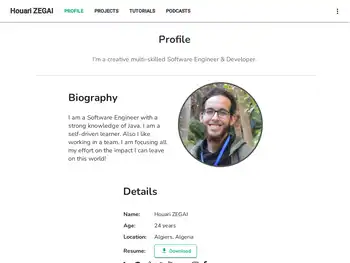 Houari ZEGAI PROFILE PROJECTS TUTORIALS PODCASTS
Profile
I'm a creative multi-skilled Software Engineer & Developer
Biography
I am a Software Engineer with a
strong knowledge of Java. I am a
self-driven learner. Also I like
working in a team. I am focusing all
my effort on the impact I can leave
on this world!
Details
Name: Houari ZEGAI
Age: 24 years
Location: Algiers, Algeria
Resume: Download